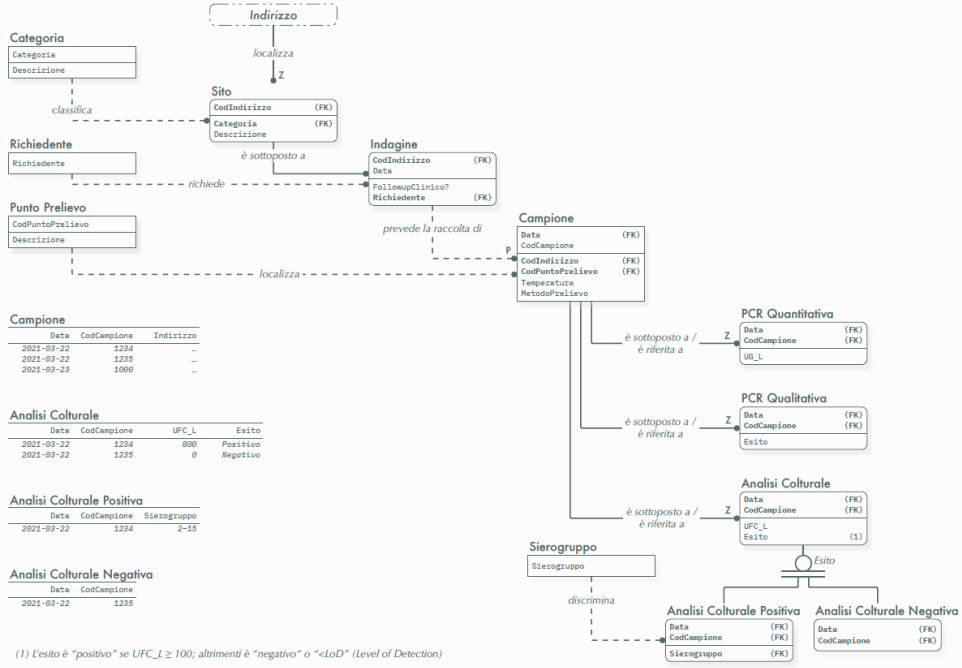 Indirizzo
localizza
Z
Categoria
Categoria
Descrizione
classifica
Sito
CodIndirizzo (FK)
Categoria (FK)
Descrizione
è sottoposto a
Richiedente
Richiedente
richiede
Indagine
CodIndirizzo (FK)
Data
FollowupClinico?
Richiedente (FK)
prevede la raccolta di
P
Punto Prelievo
CodPuntoPrelievo
Descrizione
localizza
Campione
Data (FK)
CodCampione
CodIndirizzo (FK)
CodPuntoPrelievo (FK)
Temperatura
MetodoPrelievo
è sottoposto a /
è riferita a
Z
PCR Quantitativa
Data (FK)
CodCampione (FK)
UG_L
è sottoposto a /
è riferita a
Z
PCR Qualitativa
Data (FK)
CodCampione (FK)
Esito
è sottoposto a /
è riferita a
Z
Analisi Colturale
Data (FK)
CodCampione (FK)
UFC_L
Esito (1)
Esito
Sierogruppo
Sierogruppo
discrimina
Analisi Colturale Positiva
Data (FK)
CodCampione (FK)
Sierogruppo (FK)
Analisi Colturale Negativa
Data (FK)
CodCampione (FK)
Campione
Data CodCampione Indirizzo
2021-03-22 1234 …
2021-03-22 1235 …
2021-03-23 1000 …
Analisi Colturale
Data CodCampione UFC_L Esito
2021-03-22 1234 800 Positivo
2021-03-22 1235 0 Negativo
Analisi Colturale Positiva
Data CodCampione Sierogruppo
2021-03-22 1234 2-15
Analisi Colturale Negativa
Data CodCampione
2021-03-22 1235
(1) L'esito è "positivo" se UFC_L ≥ 100; altrimenti è "negativo" o "<LoD" (Level of Detection)